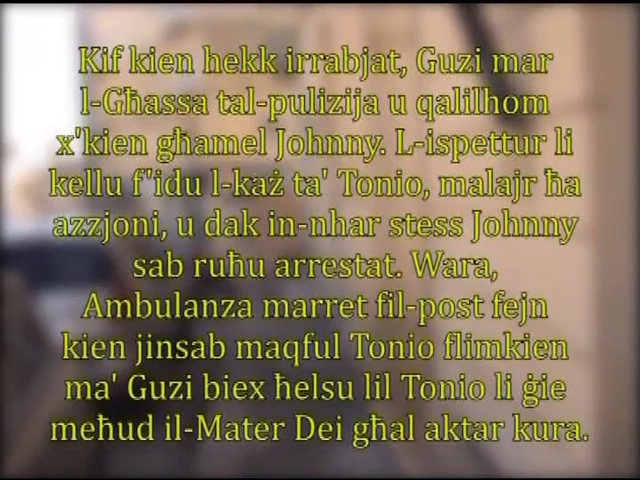 Kif kien hekk irrabjat, Guzi mar
l-Għassa tal-pulizija u qalilhom
x'kien għamel Johnny. L-ispettur li
kellu f'idu l-każ ta' Tonio, malajr ħa
azzjoni, u dak in-nhar stess Johnny
sab ruħu arrestat. Wara,
Ambulanza marret fil-post fejn
kien jinsab maqful Tonio flimkien
ma' Guzi biex ħelsu lil Tonio li ġie
meħud il-Mater Dei għal aktar kura.